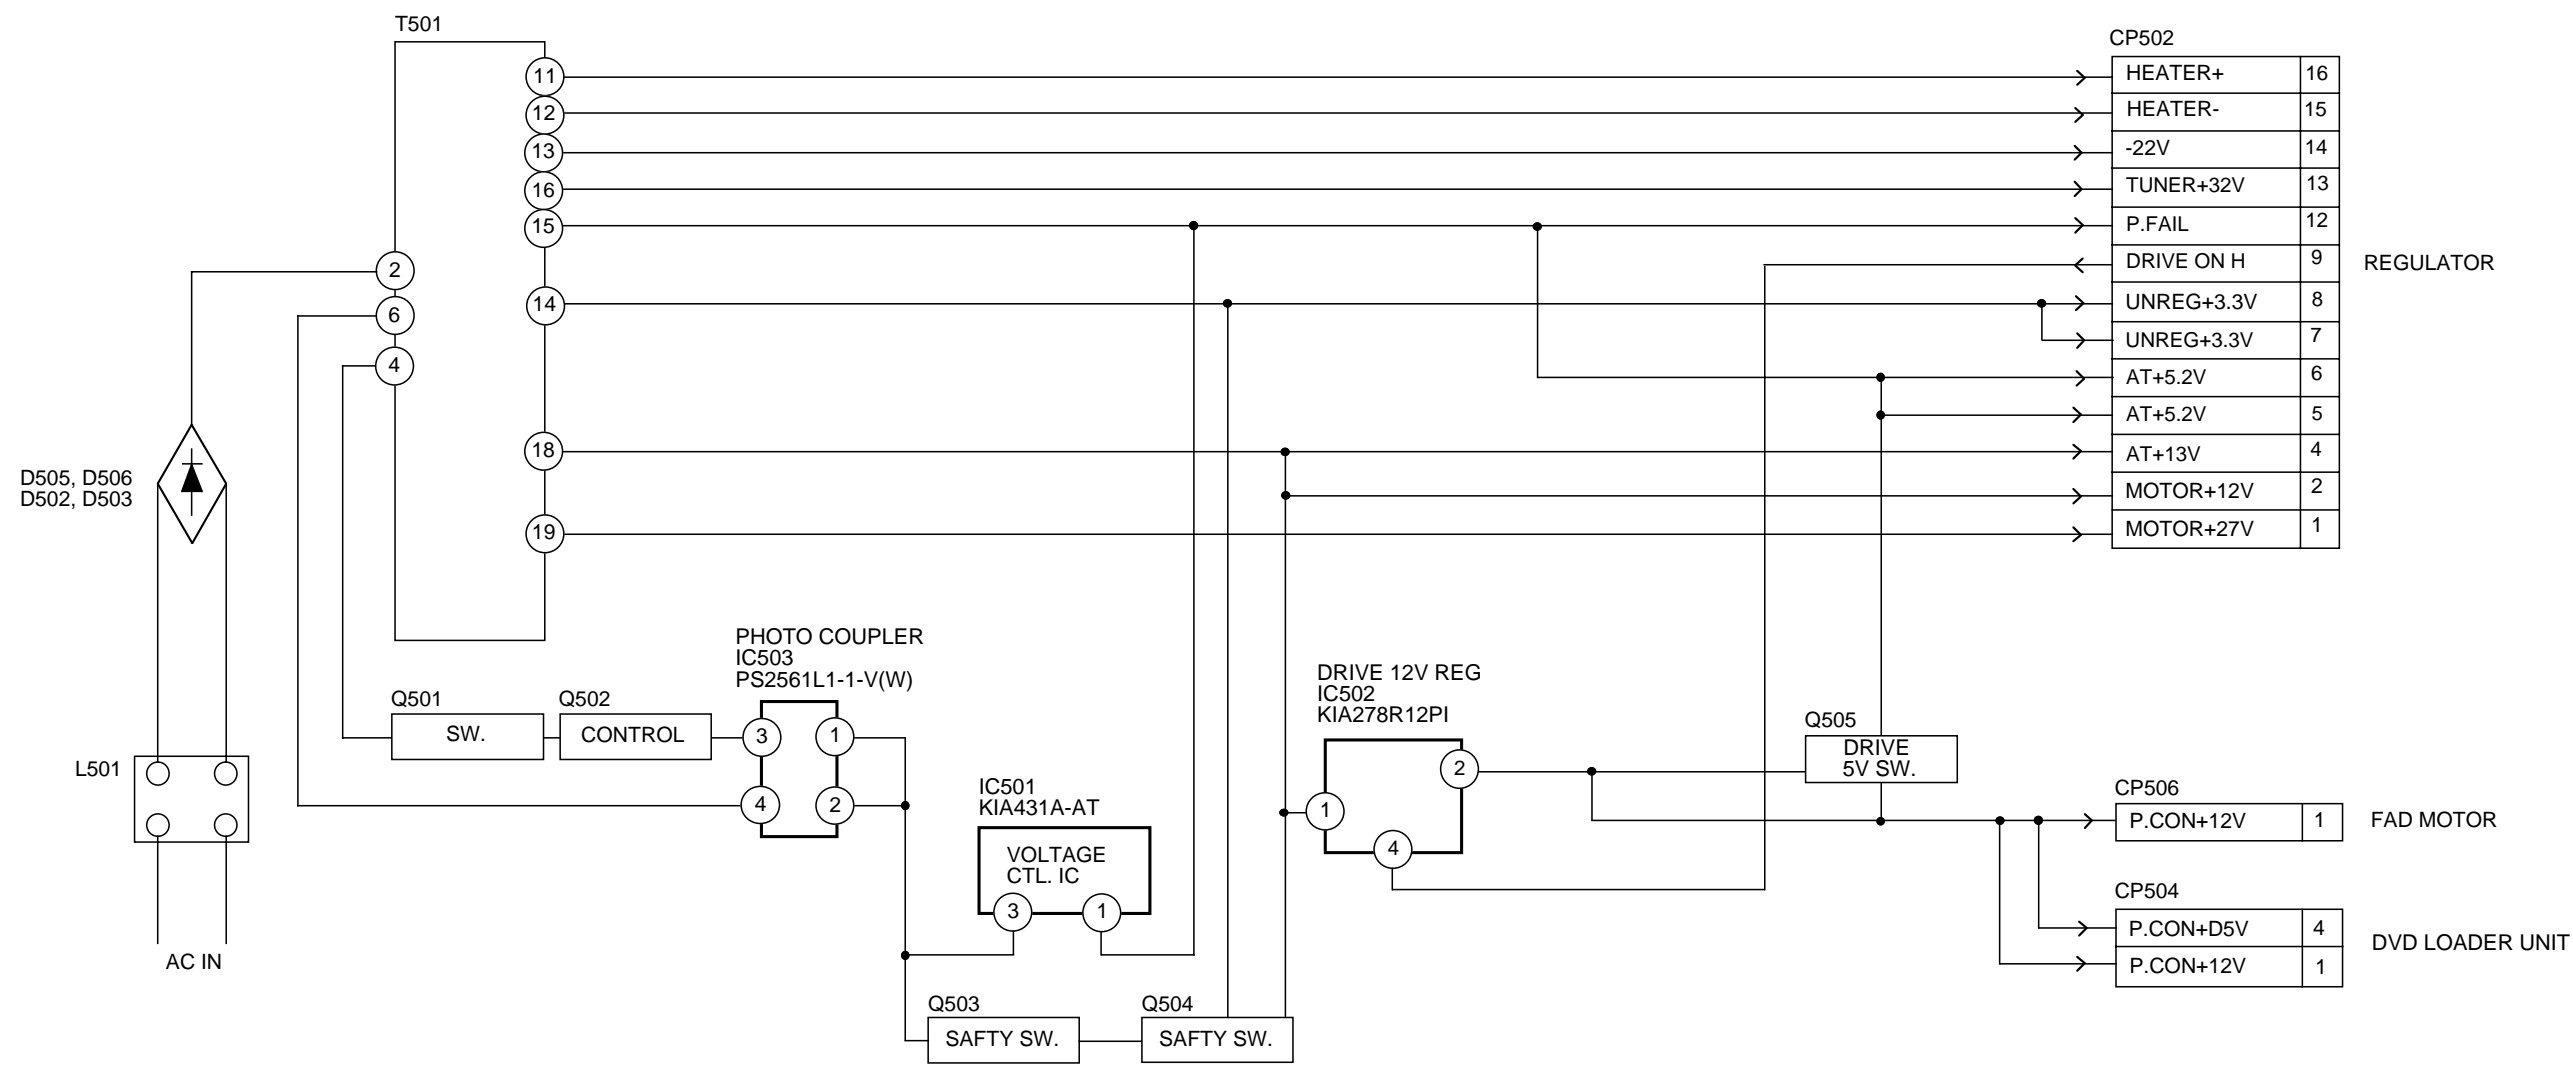 T501
11
12
13
16
15
14
18
19
2
6
4
CP502
HEATER+ 16
HEATER- 15
-22V 14
TUNER+32V 13
P.FAIL 12
DRIVE ON H 9
UNREG+3.3V 8
UNREG+3.3V 7
AT+5.2V 6
AT+5.2V 5
AT+13V 4
MOTOR+12V 2
MOTOR+27V 1
REGULATOR
D505, D506
D502, D503
L501
AC IN
Q501
SW.
Q502
CONTROL
PHOTO COUPLER
IC503
PS2561L1-1-V(W)
3
1
4
2
IC501
KIA431A-AT
VOLTAGE
CTL. IC
3
1
Q503
SAFTY SW.
Q504
SAFTY SW.
DRIVE 12V REG
IC502
KIA278R12PI
2
1
4
Q505
DRIVE
5V SW.
CP506
P.CON+12V 1
FAD MOTOR
CP504
P.CON+D5V 4
P.CON+12V 1
DVD LOADER UNIT